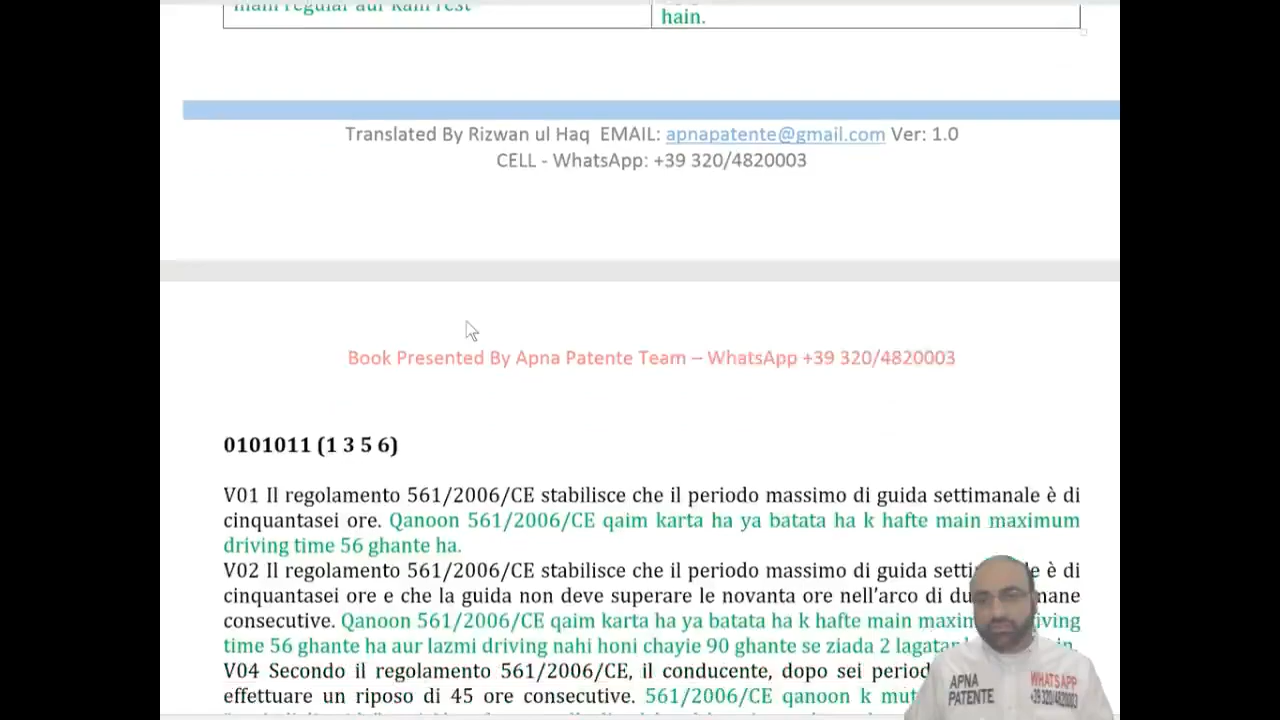 hain.
Translated By Rizwan ul Haq EMAIL: apnapatente@gmail.com Ver: 1.0
CELL - WhatsApp: +39 320/4820003
Book Presented By Apna Patente Team – WhatsApp +39 320/4820003
0101011 (1 3 5 6)
V01 Il regolamento 561/2006/CE stabilisce che il periodo massimo di guida settimanale è di
cinquantasei ore. Qanoon 561/2006/CE qaim karta ha ya batata ha k hafte main maximum
driving time 56 ghante ha.
V02 Il regolamento 561/2006/CE stabilisce che il periodo massimo di guida è di
cinquantasei ore e che la guida non deve superare le novanta ore nell'arco di
consecutive. Qanoon 561/2006/CE qaim karta ha ya batata ha k hafte main
time 56 ghante ha aur lazmi driving nahi honi chayie 90 ghante se ziada 2
V04 Secondo il regolamento 561/2006/CE, il conducente, dopo sei
effettuare un riposo di 45 ore consecutive. 561/2006/CE qanoon k
APNA
PATENTE
WHATSAPP
+39 320/4820003